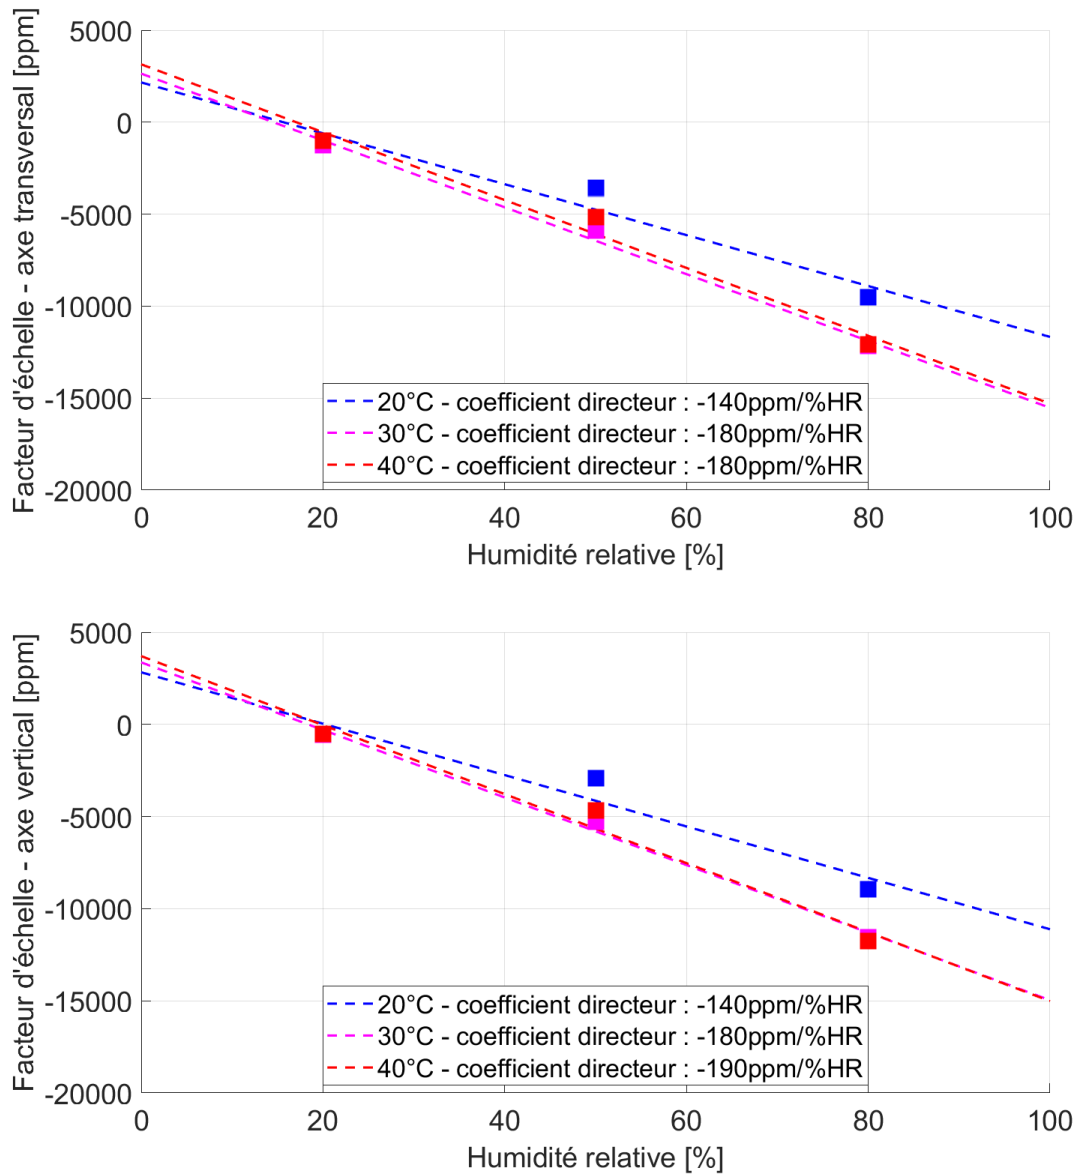 Facteur d'échelle - axe transversal [ppm]
5000
0
-5000
-10000
-15000
-20000
20°C - coefficient directeur : -140ppm/%HR
30°C - coefficient directeur : -180ppm/%HR
40°C - coefficient directeur : -180ppm/%HR
0 20 40 60 80 100
Humidité relative [%]
Facteur d'échelle - axe vertical [ppm]
5000
0
-5000
-10000
-15000
-20000
20°C - coefficient directeur : -140ppm/%HR
30°C - coefficient directeur : -180ppm/%HR
40°C - coefficient directeur : -190ppm/%HR
0 20 40 60 80 100
Humidité relative [%]